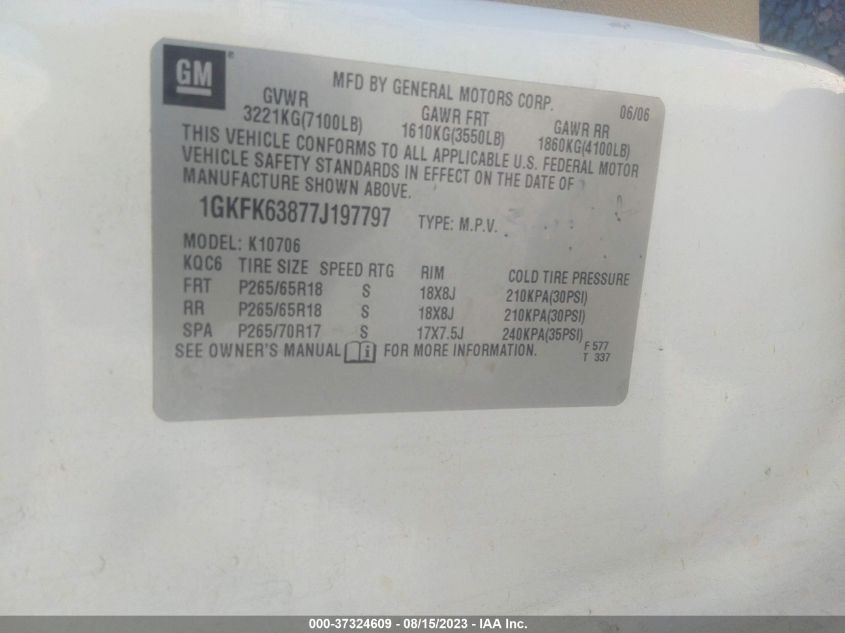 GM®
MFD BY GENERAL MOTORS CORP. 06/06
GVWR GAWR FRT GAWR RR
3221KG(7100LB) 1610KG(3550LB) 1860KG(4100LB)
THIS VEHICLE CONFORMS TO ALL APPLICABLE U.S. FEDERAL MOTOR
VEHICLE SAFETY STANDARDS IN EFFECT ON THE DATE OF
MANUFACTURE SHOWN ABOVE.
1GKFK63877J197797 TYPE: M.P.V.
MODEL: K10706
KQC6 TIRE SIZE SPEED RTG RIM COLD TIRE PRESSURE
FRT P265/65R18 S 18X8J 210KPA(30PSI)
RR P265/65R18 S 18X8J 210KPA(30PSI)
SPA P265/70R17 S 17X7.5J 240KPA(35PSI)
SEE OWNER'S MANUAL i FOR MORE INFORMATION. F 577
T 337
000-37324609 - 08/15/2023 - IAA Inc.